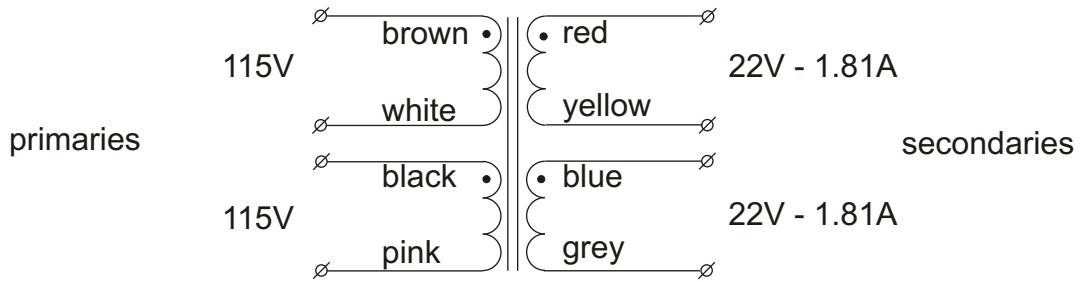 brown
red
115V
22V - 1.81A
white
yellow
primaries
secondaries
black
blue
115V
22V - 1.81A
pink
grey